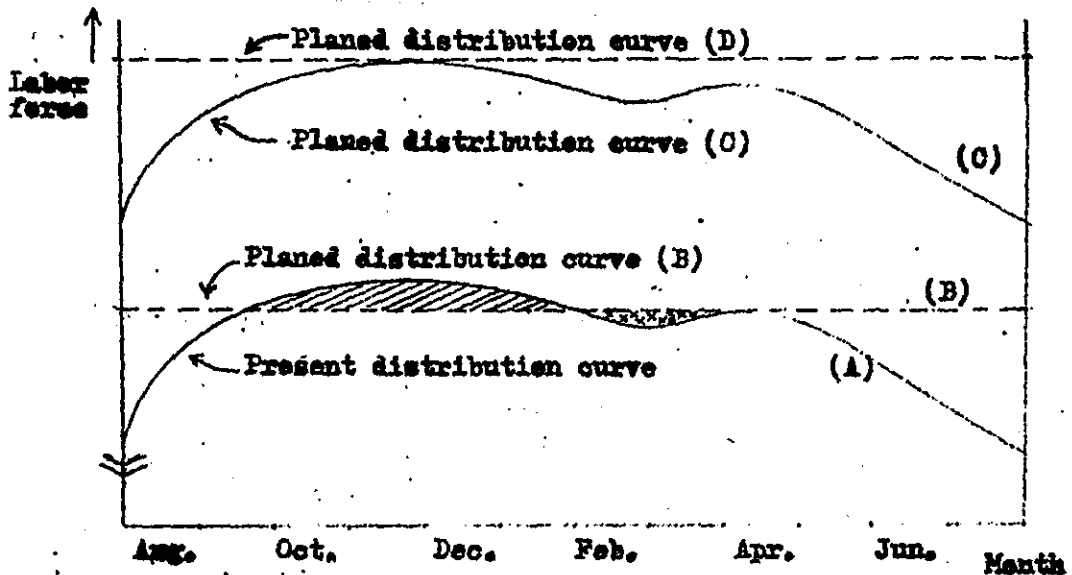 Planed distribution curve (D)
Labor
force
Planed distribution curve (C)
(C)
Planed distribution curve (B)
(B)
Present distribution curve
(A)
Aug. Oct. Dec. Feb. Apr. Jun. Month